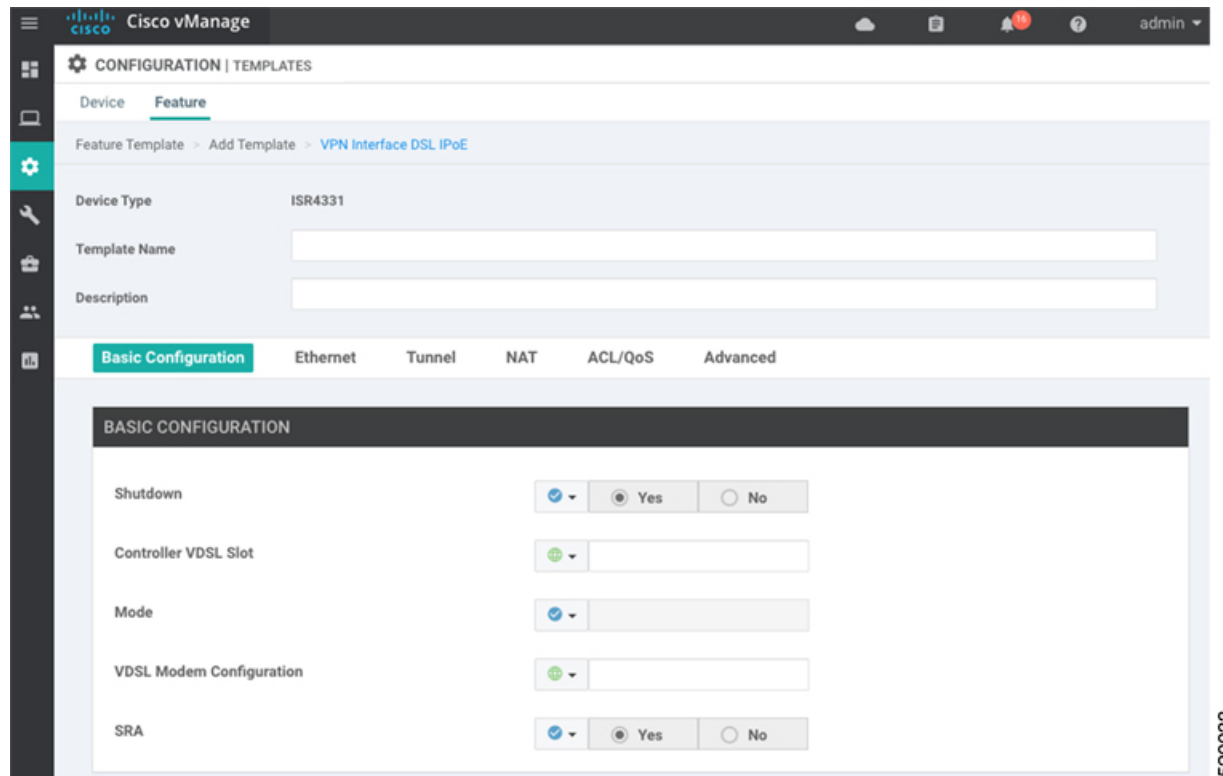 cisco Cisco vManage 16 admin
CONFIGURATION | TEMPLATES
Device Feature
Feature Template > Add Template > VPN Interface DSL IPoE
Device Type ISR4331
Template Name
Description
Basic Configuration Ethernet Tunnel NAT ACL/QoS Advanced
BASIC CONFIGURATION
Shutdown Yes No
Controller VDSL Slot
Mode
VDSL Modem Configuration
SRA Yes No